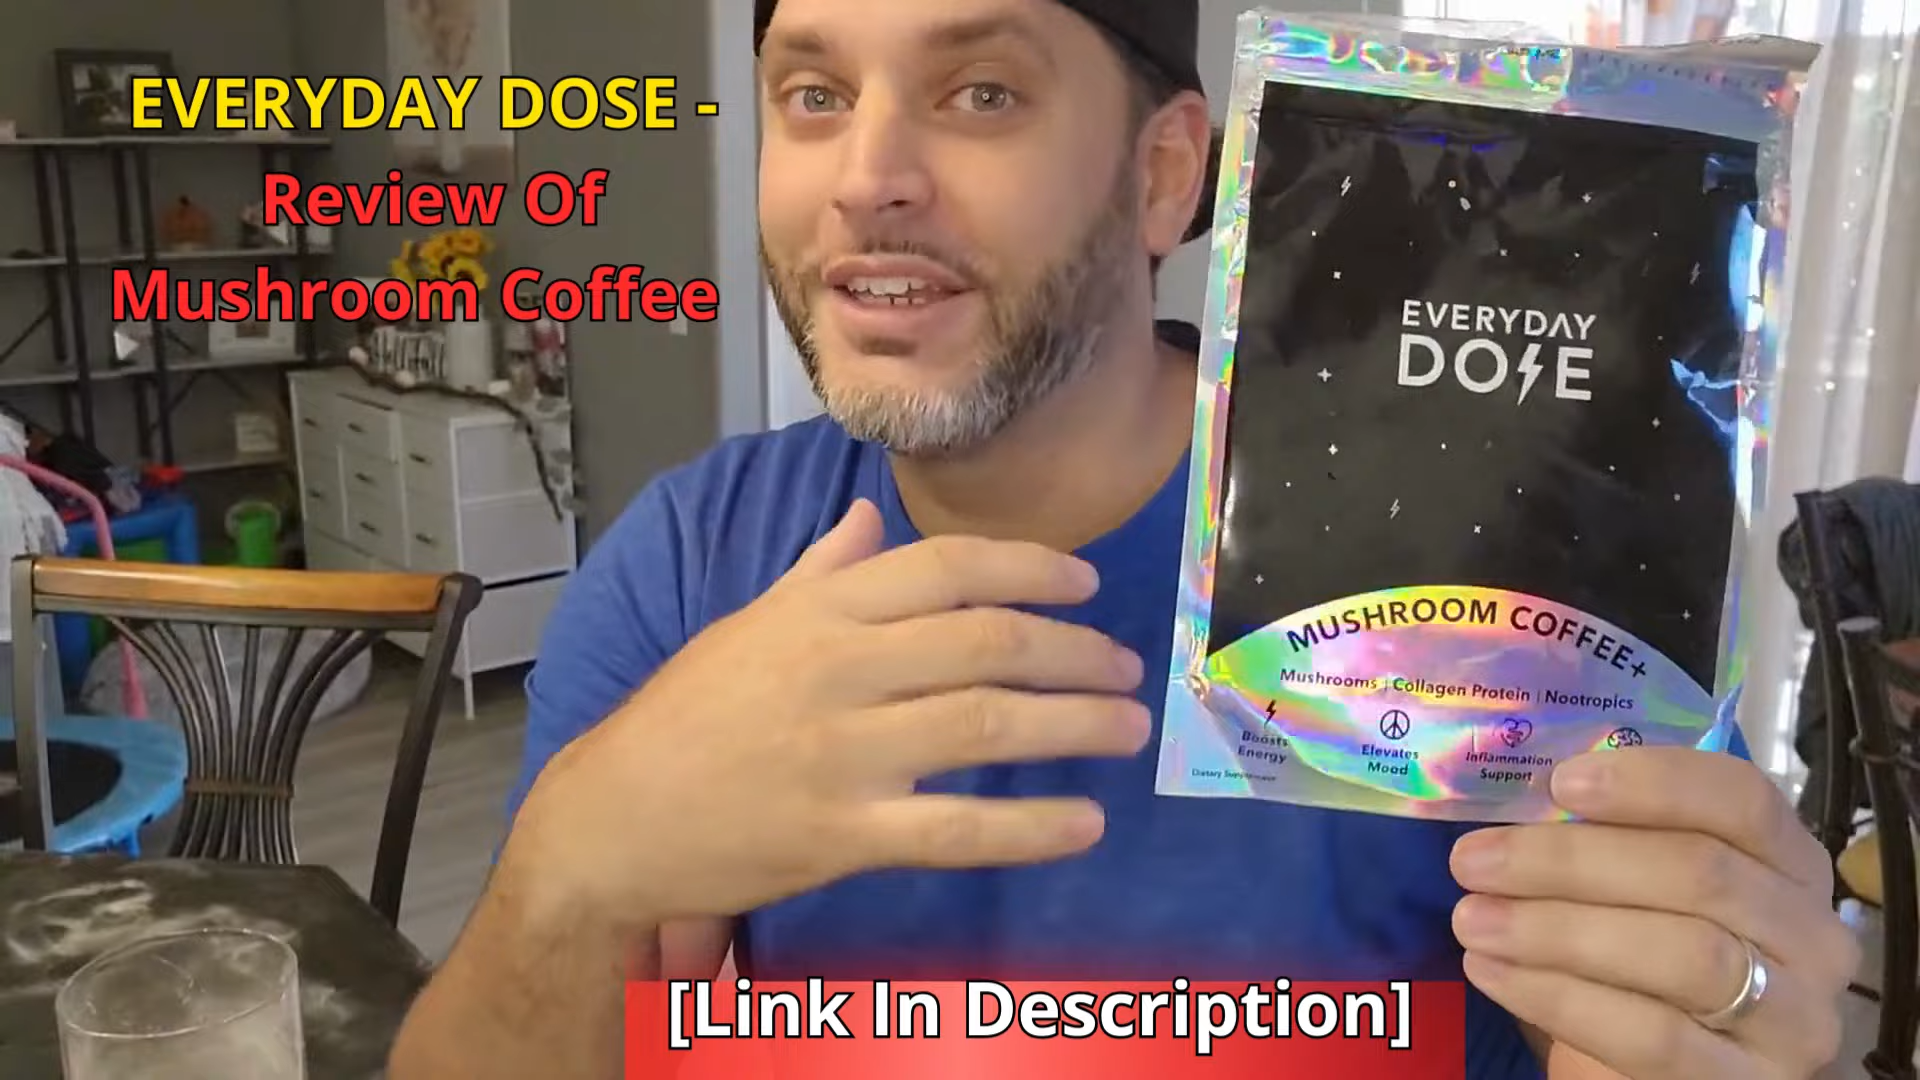 EVERYDAY DOSE -
Review Of
Mushroom Coffee
EVERYDAY
DOSE
MUSHROOM COFFEE+
Mushrooms | Collagen Protein | Nootropics
Boosts
Energy
Elevates
Mood
Inflammation
Support
Dietary Supplement
[Link In Description]